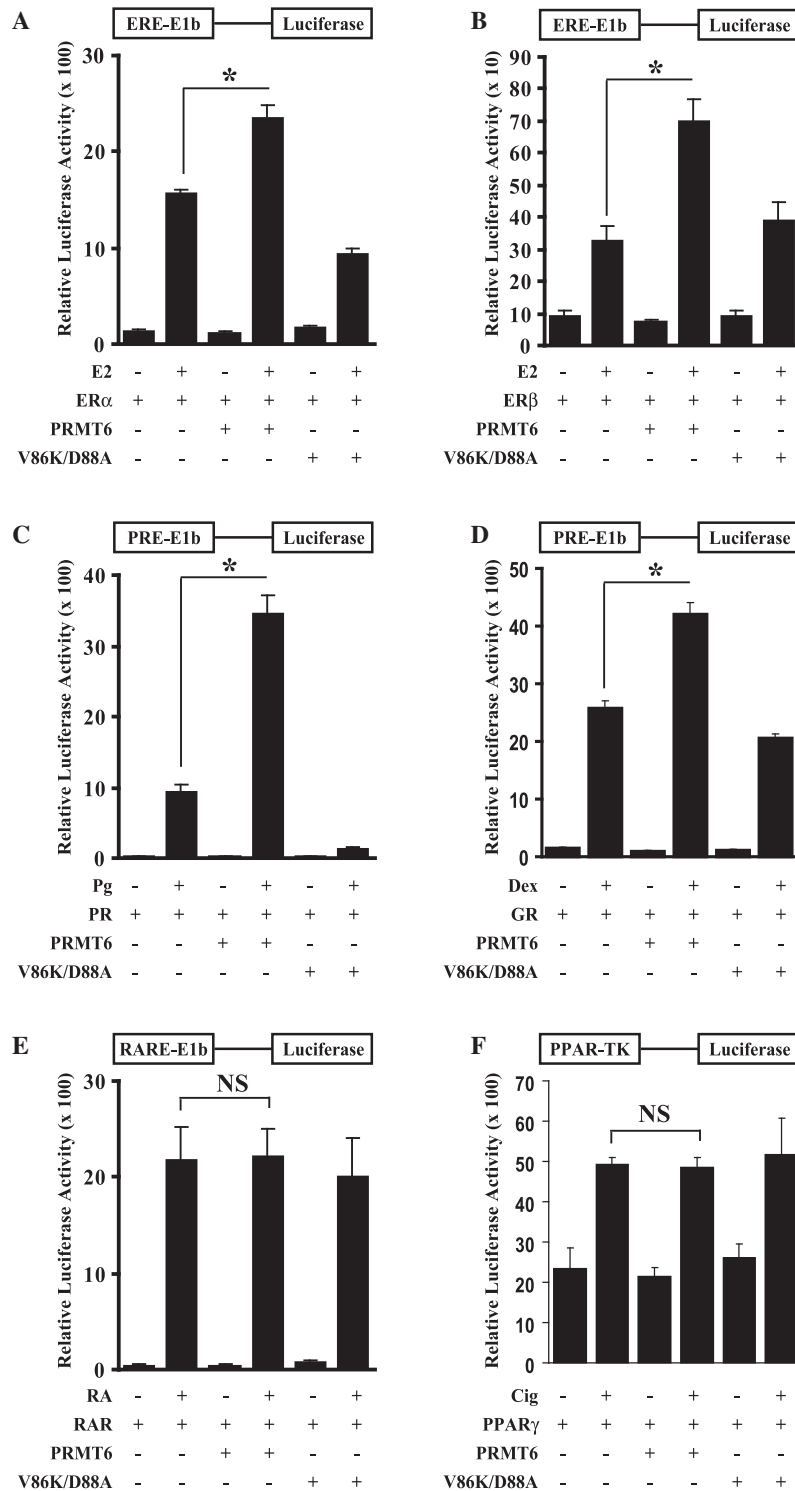 A
ERE-E1b
Luciferase
Relative Luciferase Activity (x 100)
30
20
10
0
*
E2 - + - + - +
ERα + + + + + +
PRMT6 - - + + - -
V86K/D88A - - - - + +
B
ERE-E1b
Luciferase
Relative Luciferase Activity (x 10)
90
80
70
60
50
40
30
20
10
0
*
E2 - + - + - +
ERβ + + + + + +
PRMT6 - - + + - -
V86K/D88A - - - - + +
C
PRE-E1b
Luciferase
Relative Luciferase Activity (x 100)
40
30
20
10
0
*
Pg - + - + - +
PR + + + + + +
PRMT6 - - + + - -
V86K/D88A - - - - + +
D
PRE-E1b
Luciferase
Relative Luciferase Activity (x 100)
50
40
30
20
10
0
*
Dex - + - + - +
GR + + + + + +
PRMT6 - - + + - -
V86K/D88A - - - - + +
E
RARE-E1b
Luciferase
Relative Luciferase Activity (x 100)
30
20
10
0
NS
RA - + - + - +
RAR + + + + + +
PRMT6 - - + + - -
V86K/D88A - - - - + +
F
PPAR-TK
Luciferase
Relative Luciferase Activity (x 100)
70
60
50
40
30
20
10
0
NS
Cig - + - + - +
PPARγ + + + + + +
PRMT6 - - + + - -
V86K/D88A - - - - + +